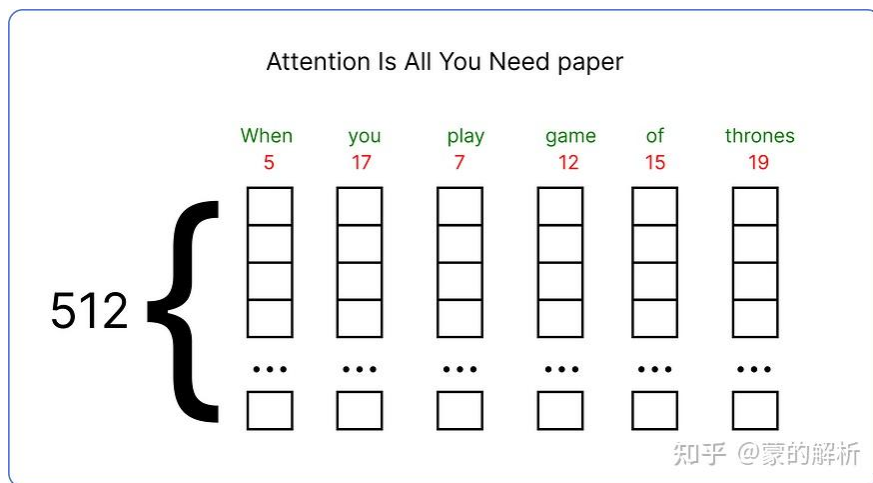 Attention Is All You Need paper
When you play game of thrones
5 17 7 12 15 19
512
...
知乎 @蒙的解析